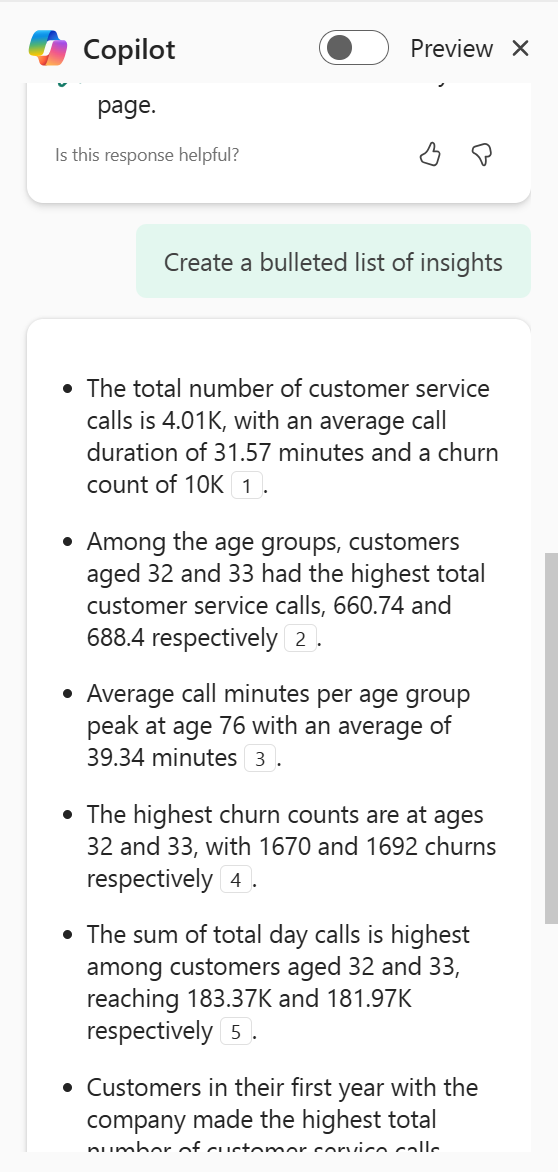 Copilot
Preview
page.
Is this response helpful?
Create a bulleted list of insights
The total number of customer service
calls is 4.01K, with an average call
duration of 31.57 minutes and a churn
count of 10K 1.
Among the age groups, customers
aged 32 and 33 had the highest total
customer service calls, 660.74 and
688.4 respectively 2.
Average call minutes per age group
peak at age 76 with an average of
39.34 minutes 3.
The highest churn counts are at ages
32 and 33, with 1670 and 1692 churns
respectively 4.
The sum of total day calls is highest
among customers aged 32 and 33,
reaching 183.37K and 181.97K
respectively 5.
Customers in their first year with the
company made the highest total
number of customer service calls